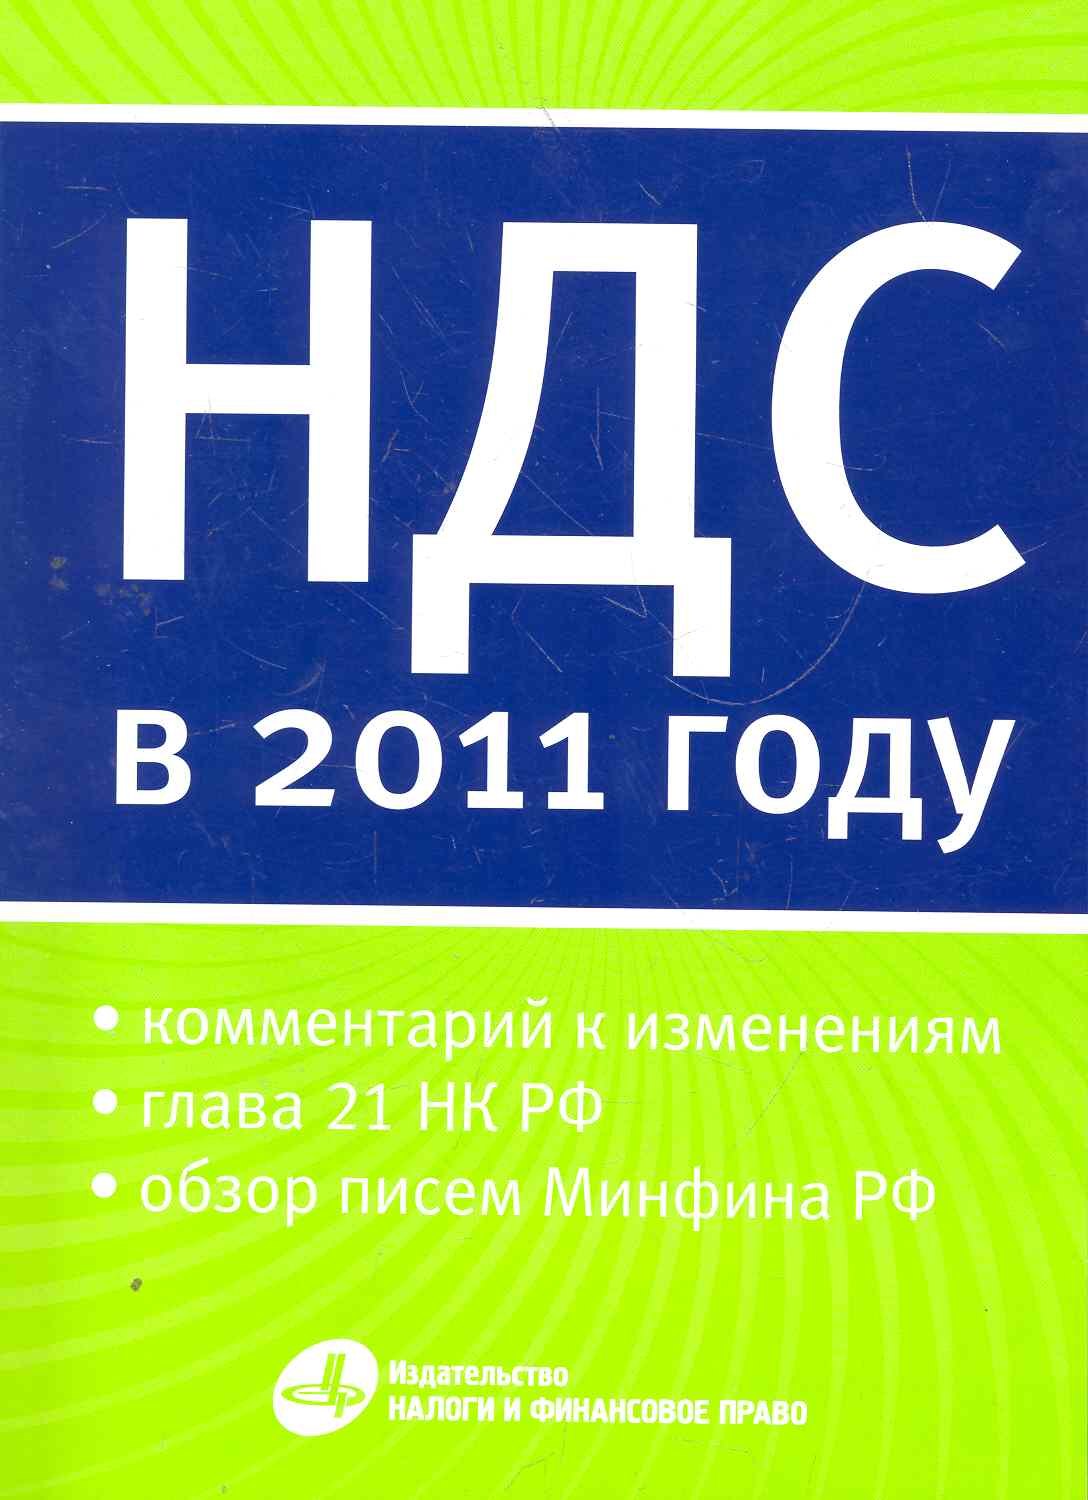 НДС
в 2011 году
• комментарий к изменениям
• глава 21 НК РФ
• обзор писем Минфина РФ
Издательство
НАЛОГИ И ФИНАНСОВОЕ ПРАВО